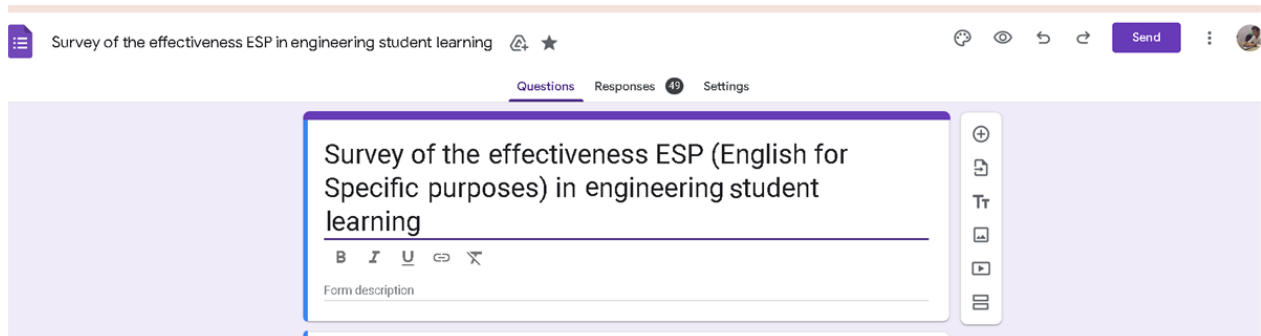 Survey of the effectiveness ESP in engineering student learning
Send
Questions Responses 49 Settings
Survey of the effectiveness ESP (English for
Specific purposes) in engineering student
learning
B I U
Form description